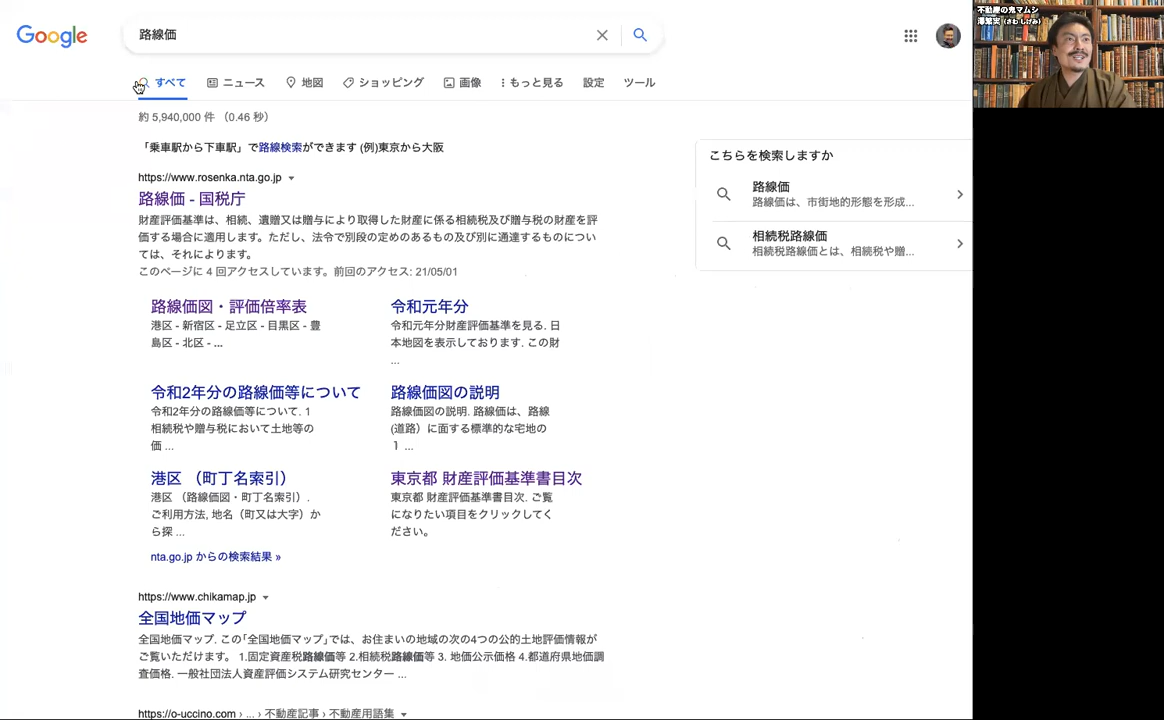 Google
路線価
すべて
ニュース
地図
ショッピング
画像
もっと見る
設定
ツール
約 5,940,000 件 （0.46 秒）
「乗車駅から下車駅」で路線検索ができます (例)東京から大阪
https://www.rosenka.nta.go.jp
路線価 - 国税庁
財産評価基準は、相続、遺贈又は贈与により取得した財産に係る相続税及び贈与税の財産を評
価する場合に適用します。ただし、法令で別段の定めのあるもの及び別に通達するものについ
ては、それによります。
このページに 4 回アクセスしています。前回のアクセス: 21/05/01
路線価図・評価倍率表
港区 - 新宿区 - 足立区 - 目黒区 - 豊
島区 - 北区 - ...
令和元年分
令和元年分財産評価基準を見る. 日
本地図を表示しております. この財
...
令和2年分の路線価等について
令和2年分の路線価等について. 1
相続税や贈与税において土地等の
価 ...
路線価図の説明
路線価図の説明. 路線価は、路線
(道路）に面する標準的な宅地の
1 ...
港区 （町丁名索引）
港区 （路線価図・町丁名索引）.
ご利用方法, 地名（町又は大字）か
ら探 ...
東京都 財産評価基準書目次
東京都 財産評価基準書目次. ご覧
になりたい項目をクリックしてく
ださい。
nta.go.jp からの検索結果 »
https://www.chikamap.jp
全国地価マップ
全国地価マップ. この｢全国地価マップ｣では、お住まいの地域の次の4つの公的土地評価情報が
ご覧いただけます。 1.固定資産税路線価等 2.相続税路線価等 3. 地価公示価格 4.都道府県地価調
査価格. 一般社団法人資産評価システム研究センター ...
https://o-uccino.com › ... › 不動産記事 › 不動産用語集
こちらを検索しますか
路線価
路線価は、市街地的形態を形成...
相続税路線価
相続税路線価とは、相続税や贈...
不動産の鬼マムシ
澤繁実（さわ しげみ）